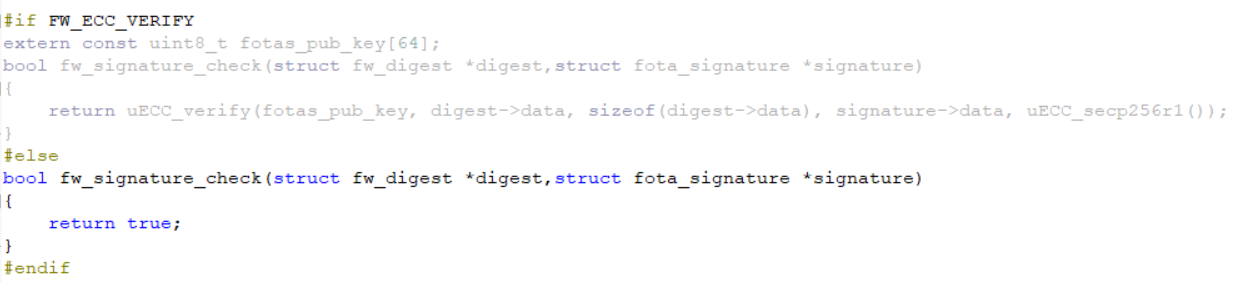 #if FW_ECC_VERIFY
extern const uint8_t fotas_pub_key[64];
bool fw_signature_check(struct fw_digest *digest,struct fota_signature *signature)
{
    return uECC_verify(fotas_pub_key, digest->data, sizeof(digest->data), signature->data, uECC_secp256r1());
}
#else
bool fw_signature_check(struct fw_digest *digest,struct fota_signature *signature)
{
    return true;
}
#endif